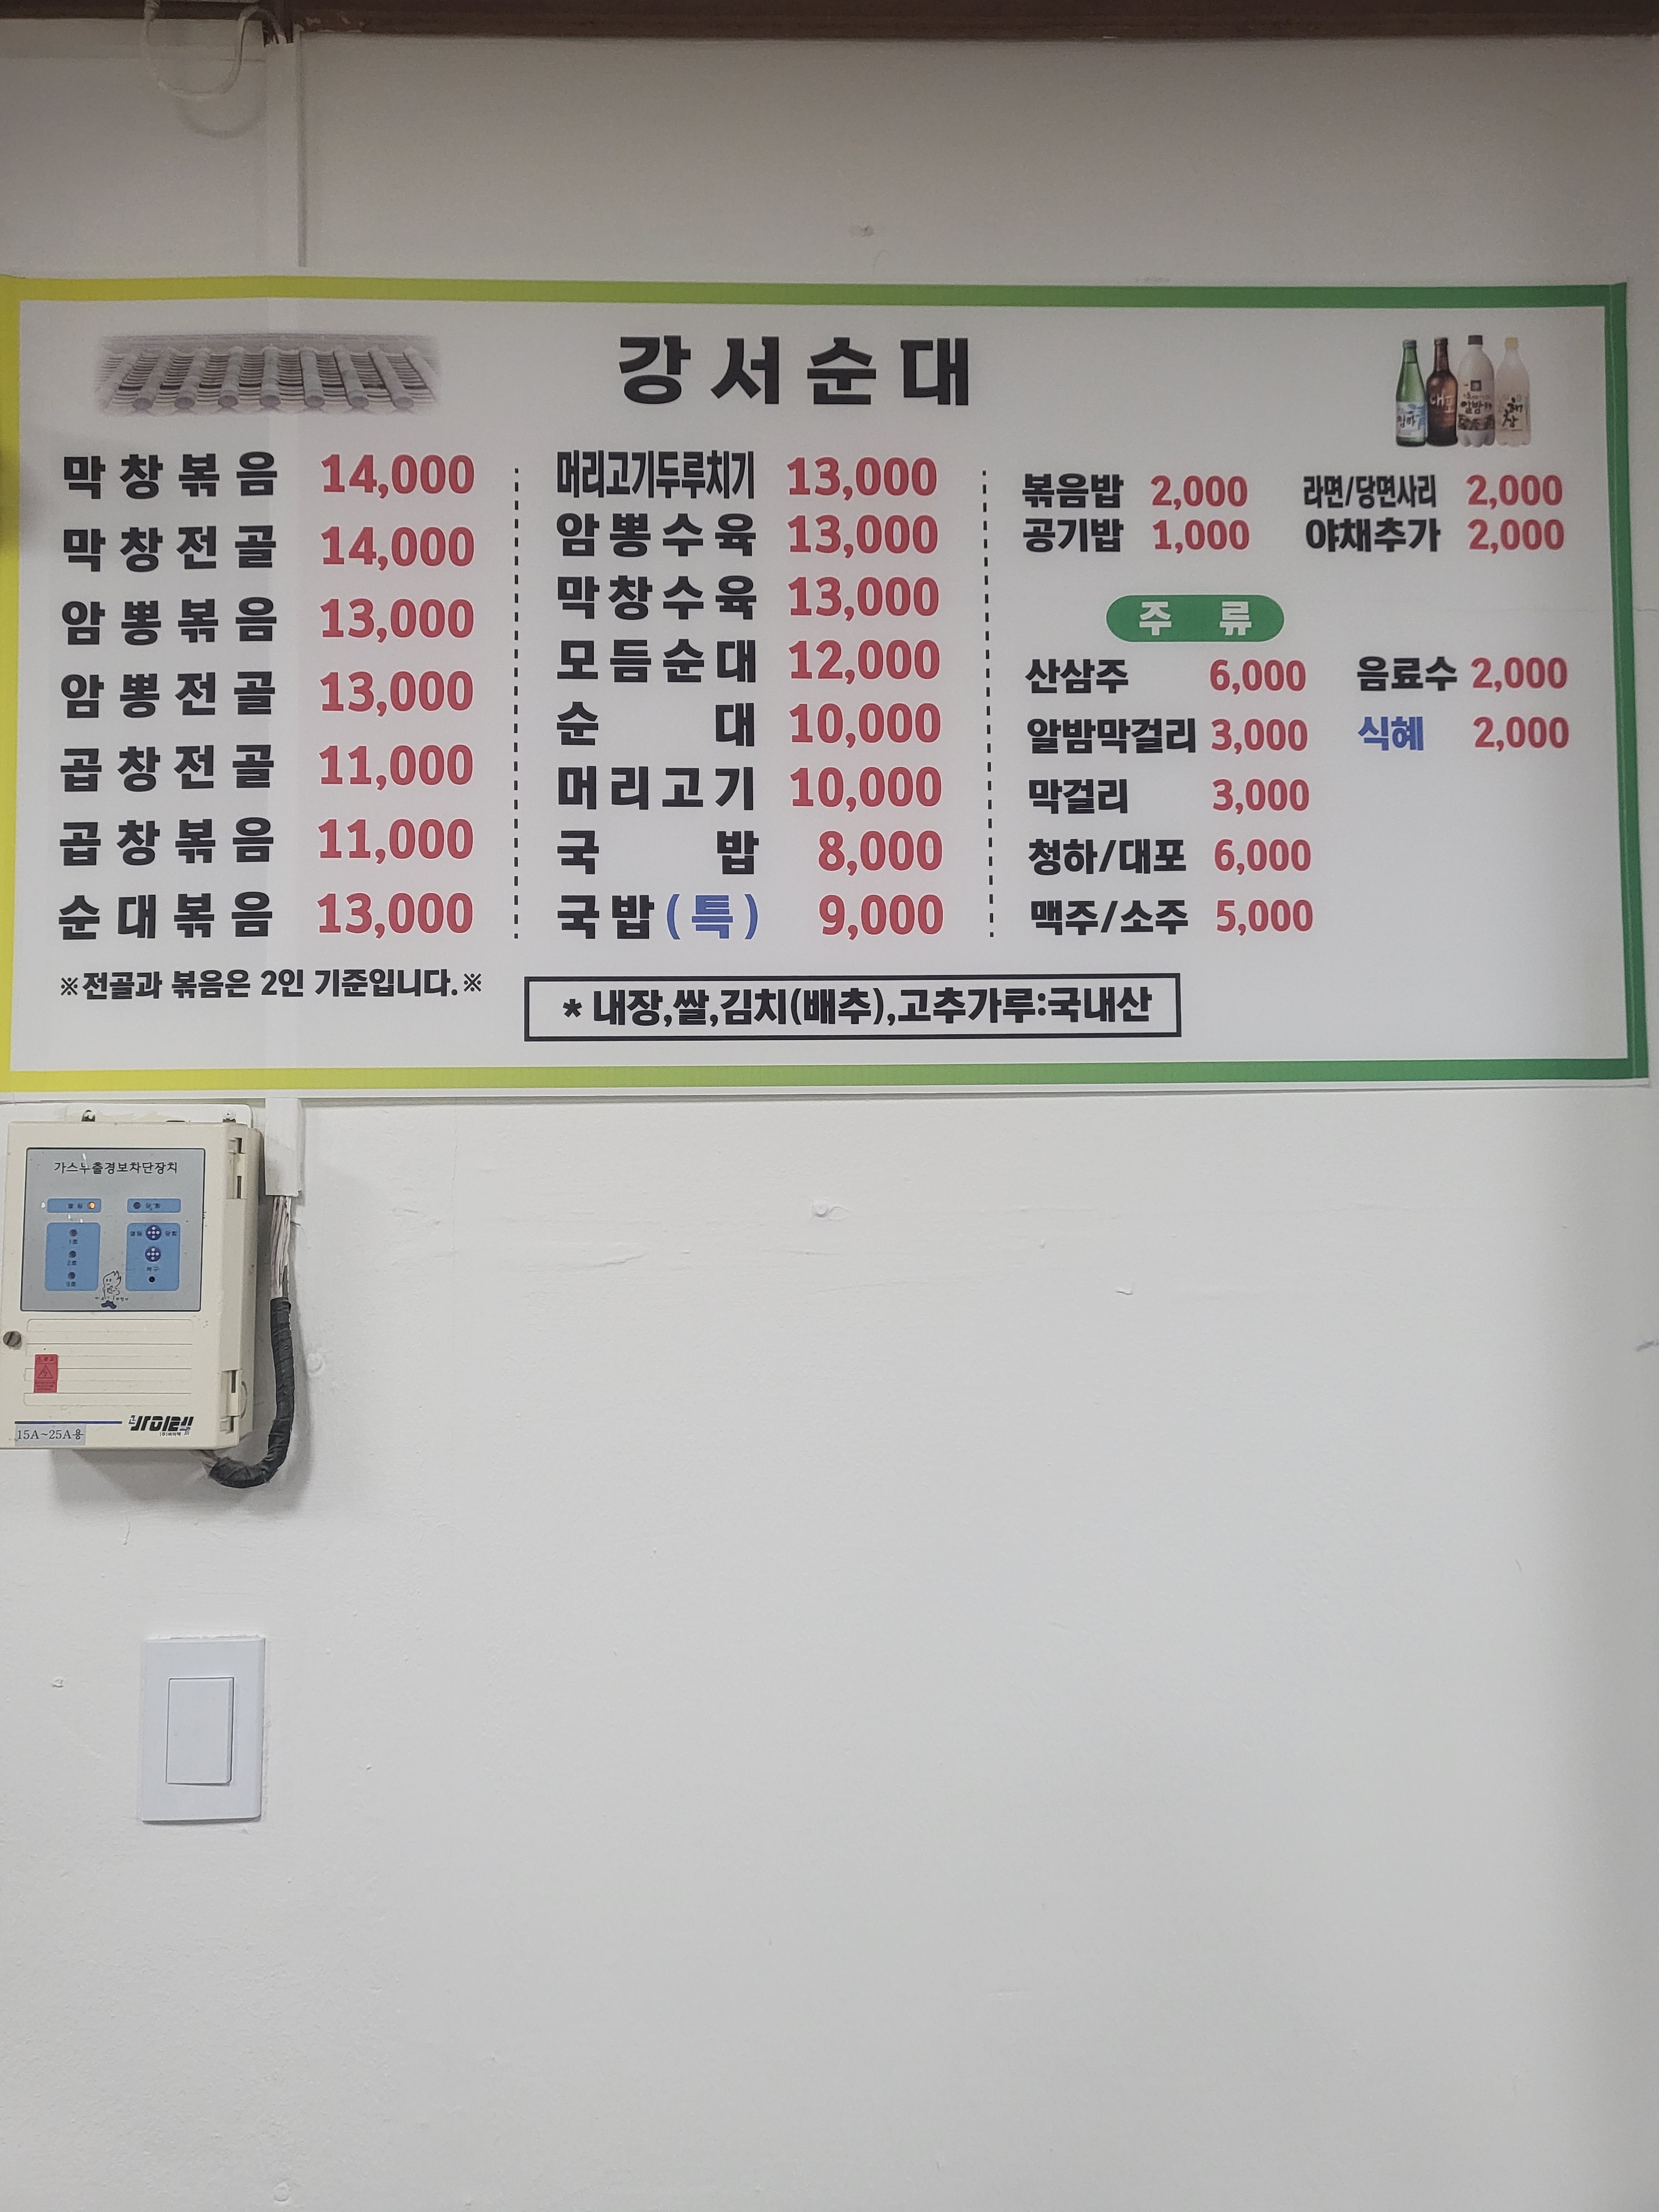 강서순대
막창볶음 14,000
막창전골 14,000
암뽕볶음 13,000
암뽕전골 13,000
곱창전골 11,000
곱창볶음 11,000
순대볶음 13,000
※전골과 볶음은 2인 기준입니다.※
머리고기두루치기 13,000
암뽕수육 13,000
막창수육 13,000
모듬순대 12,000
순대 10,000
머리고기 10,000
국밥 8,000
국밥(특) 9,000
볶음밥 2,000 라면/당면사리 2,000
공기밥 1,000 야채추가 2,000
주류
산삼주 6,000 음료수 2,000
알밤막걸리 3,000 식혜 2,000
막걸리 3,000
청하/대포 6,000
맥주/소주 5,000
* 내장,쌀,김치(배추),고추가루:국내산
대포
가스누출경보차단장치
15A~25A용